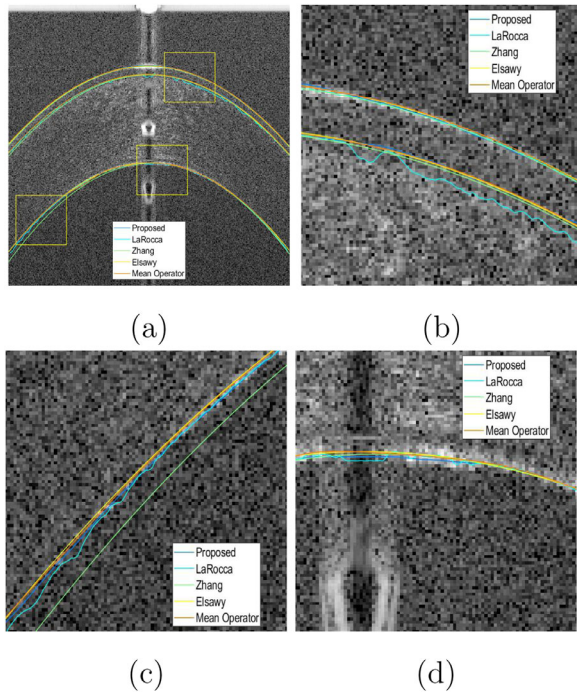 Proposed
LaRocca
Zhang
Elsawy
Mean Operator
(a)
Proposed
LaRocca
Zhang
Elsawy
Mean Operator
(b)
Proposed
LaRocca
Zhang
Elsawy
Mean Operator
(c)
Proposed
LaRocca
Zhang
Elsawy
Mean Operator
(d)